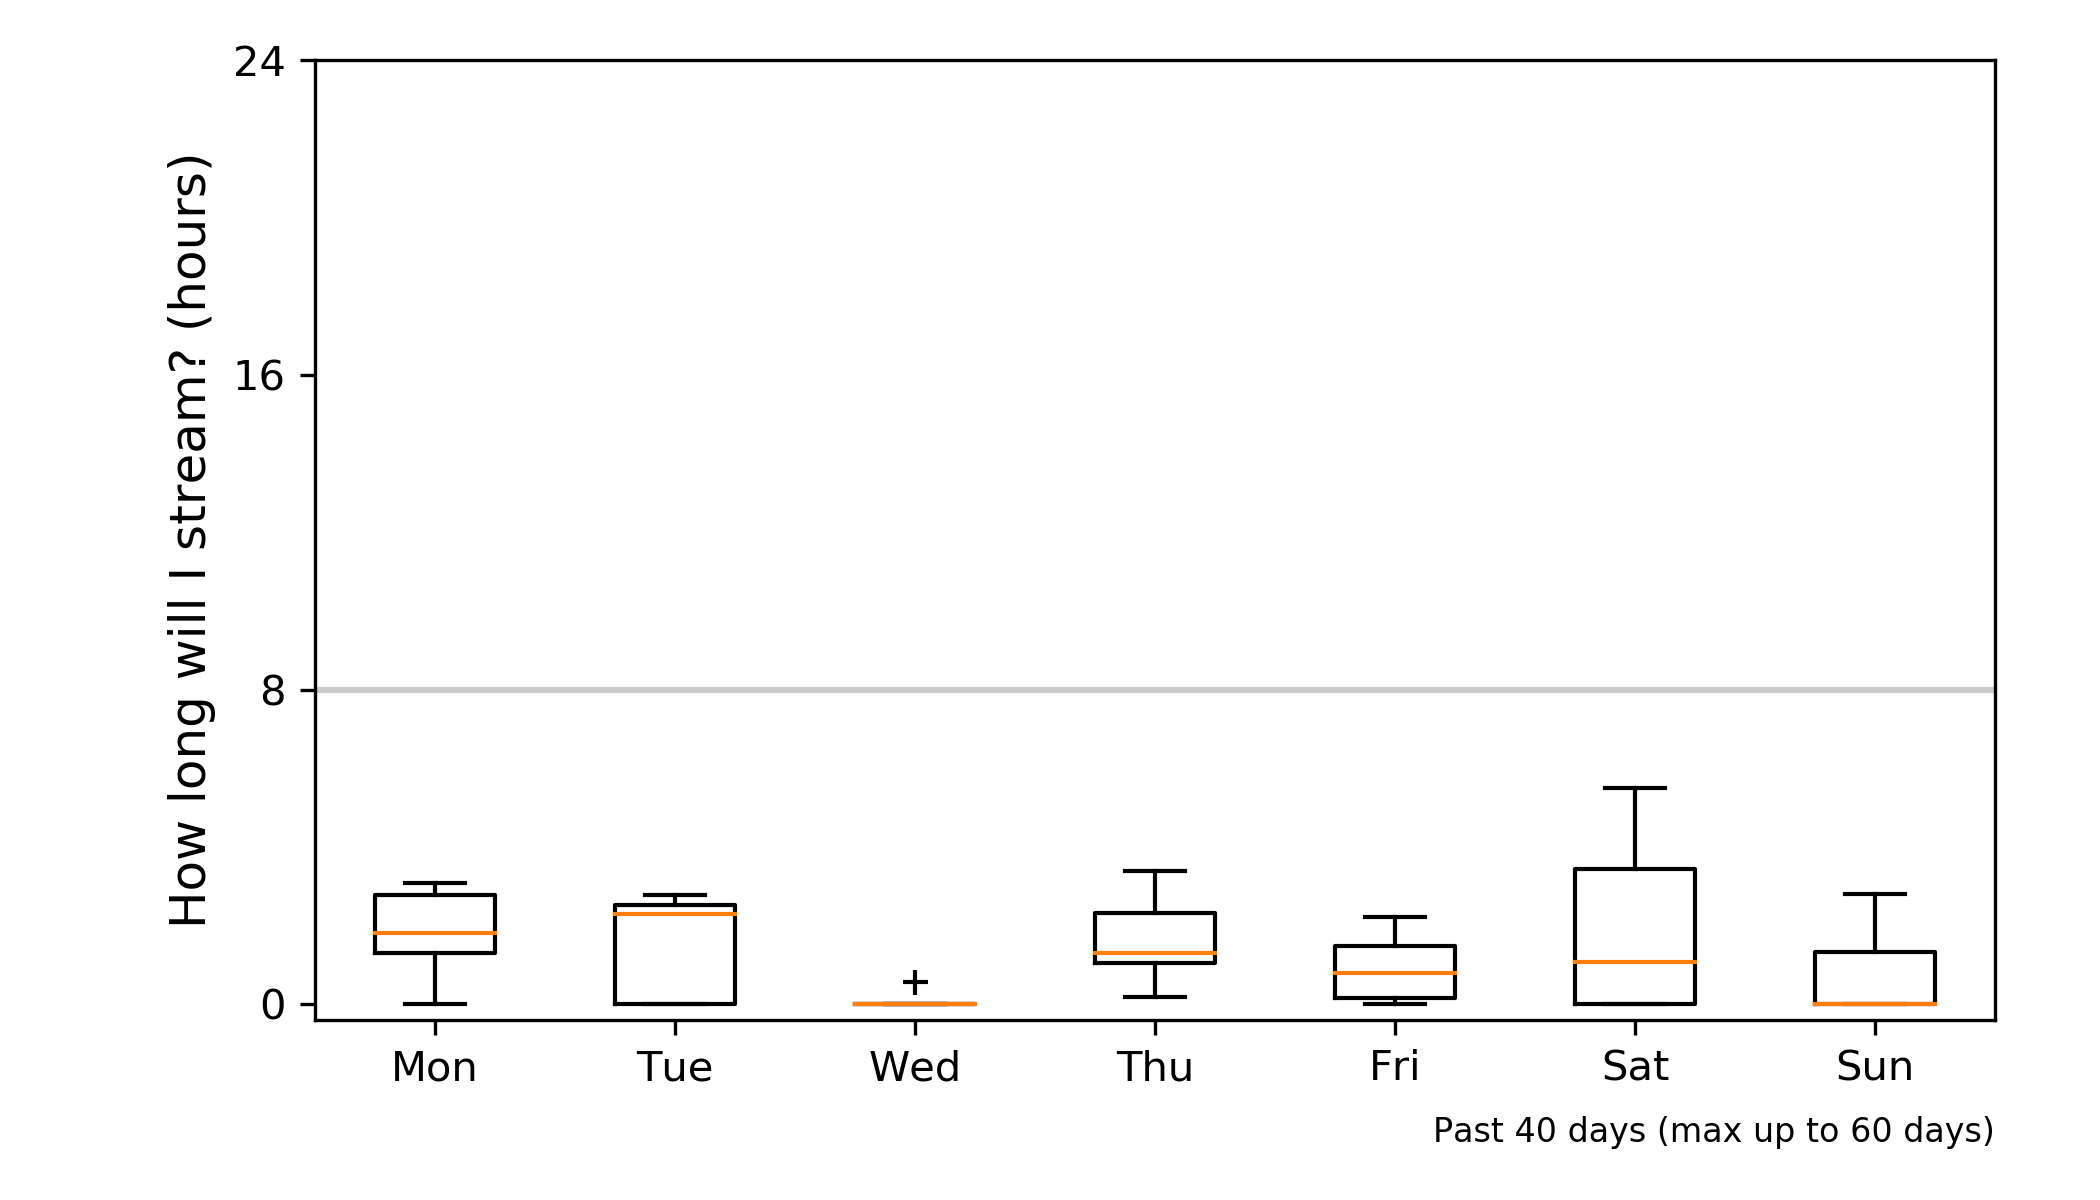 How long will I stream? (hours)
24
16
8
0
Mon Tue Wed Thu Fri Sat Sun
Past 40 days (max up to 60 days)